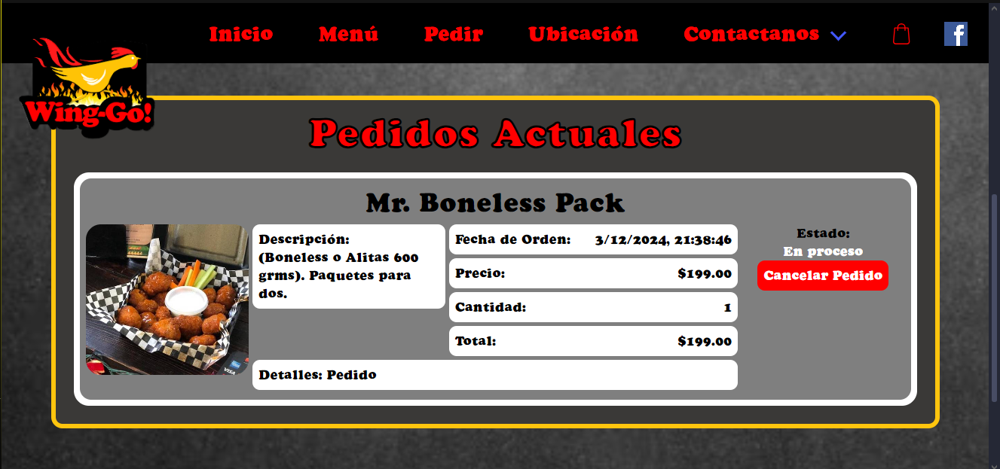 Inicio
Menú
Pedir
Ubicación
Contactanos
f
Wing-Go!
Pedidos Actuales
Mr. Boneless Pack
Descripción:
(Boneless o Alitas 600
grms). Paquetes para
dos.
Fecha de Orden: 3/12/2024, 21:38:46
Precio: $199.00
Cantidad: 1
Total: $199.00
Detalles: Pedido
Estado:
En proceso
Cancelar Pedido
VISA